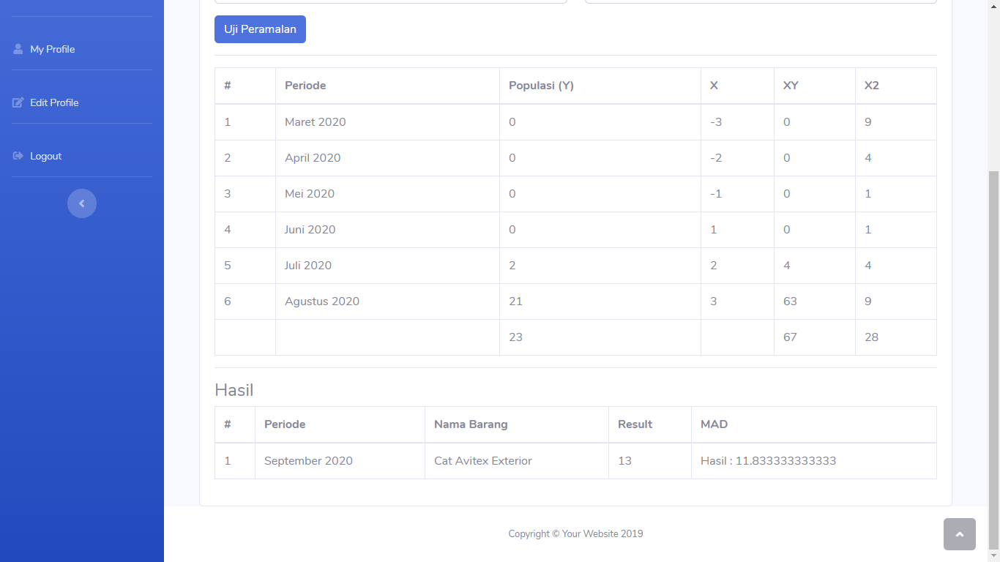 My Profile
Edit Profile
Logout
Uji Peramalan
# Periode Populasi (Y) X XY X2
1 Maret 2020 0 -3 0 9
2 April 2020 0 -2 0 4
3 Mei 2020 0 -1 0 1
4 Juni 2020 0 1 0 1
5 Juli 2020 2 2 4 4
6 Agustus 2020 21 3 63 9
23 67 28
Hasil
# Periode Nama Barang Result MAD
1 September 2020 Cat Avitex Exterior 13 Hasil : 11.833333333333
Copyright © Your Website 2019